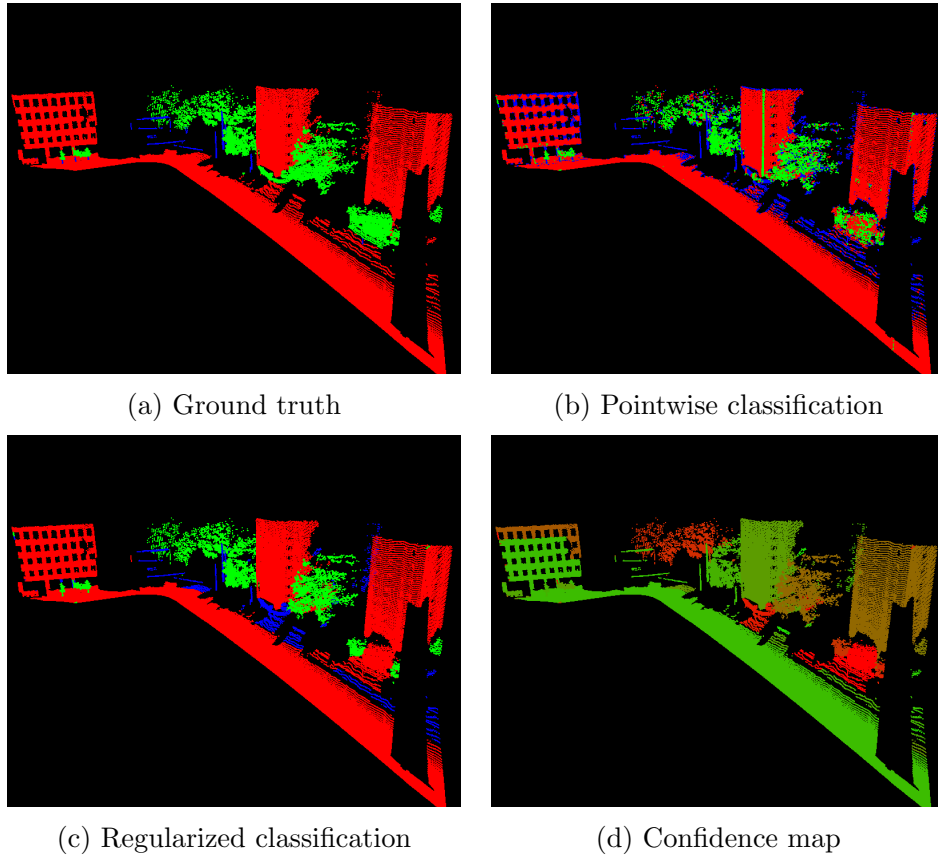 (a) Ground truth
(b) Pointwise classification
(c) Regularized classification
(d) Confidence map